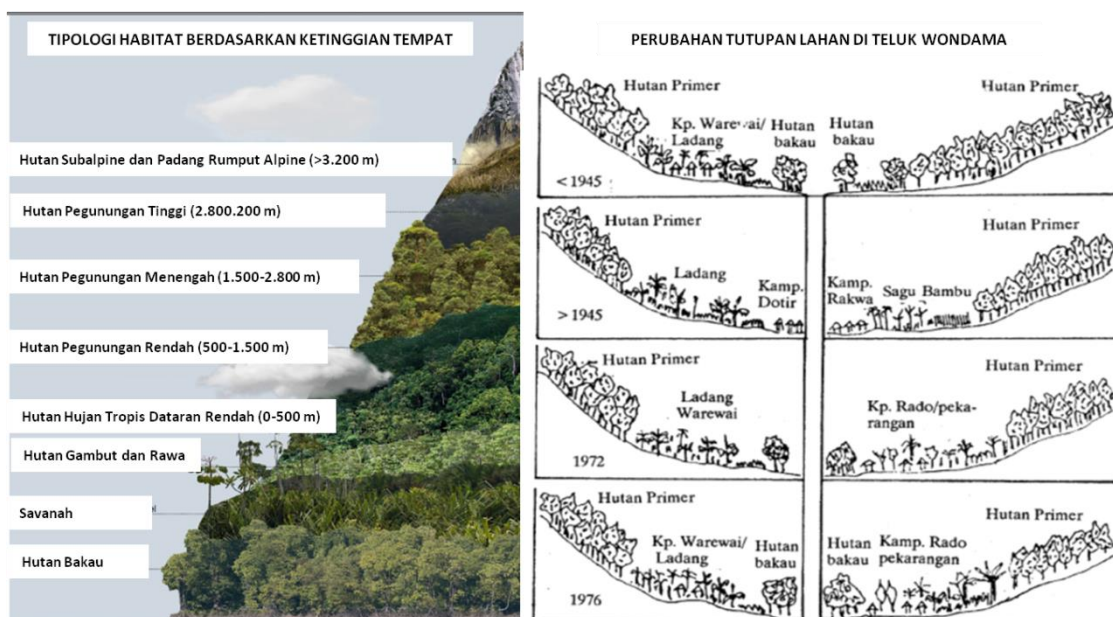 TIPOLOGI HABITAT BERDASARKAN KETINGGIAN TEMPAT
Hutan Subalpine dan Padang Rumput Alpine (>3.200 m)
Hutan Pegunungan Tinggi (2.800.200 m)
Hutan Pegunungan Menengah (1.500-2.800 m)
Hutan Pegunungan Rendah (500-1.500 m)
Hutan Hujan Tropis Dataran Rendah (0-500 m)
Hutan Gambut dan Rawa
Savanah
Hutan Bakau
PERUBAHAN TUTUPAN LAHAN DI TELUK WONDAMA
Hutan Primer
Kp. Warewai/
Ladang
Hutan
bakau
<1945
Hutan
bakau
Hutan Primer
Hutan Primer
Ladang
Kamp.
Dotir
>1945
Hutan Primer
Kamp.
Rakwa
Sagu Bambu
Hutan Primer
Ladang
Warewai
1972
Hutan Primer
Kp. Rado/peka-
rangan
Hutan Primer
Kp. Warewai/
Ladang
Hutan
bakau
1976
Hutan Primer
Hutan
bakau
Kamp. Rado
pekarangan